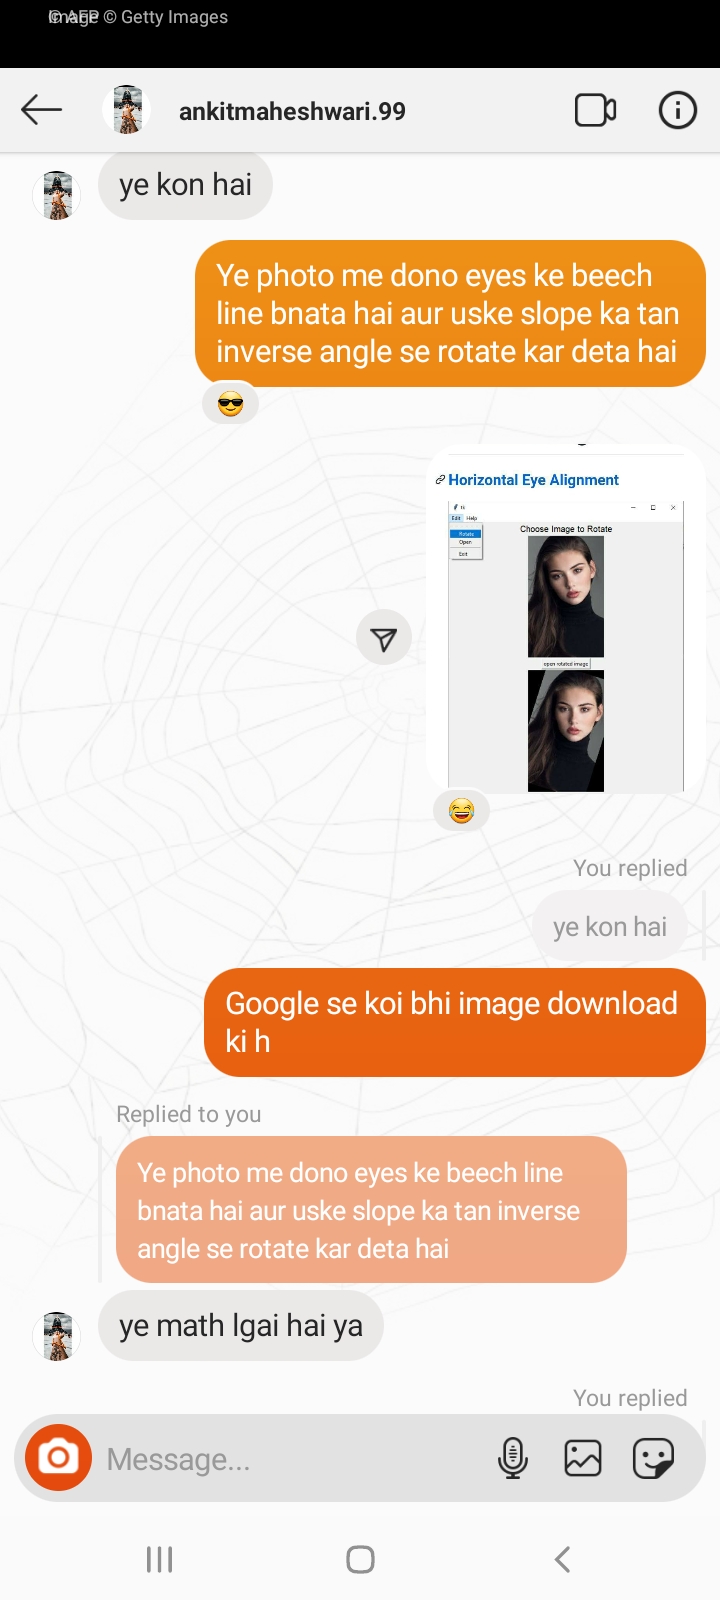 Image © Getty Images
ankitmaheshwari.99
ye kon hai
Ye photo me dono eyes ke beech
line bnata hai aur uske slope ka tan
inverse angle se rotate kar deta hai
Horizontal Eye Alignment
tk
Edit Help
Choose Image to Rotate
Rotate
Open
Exit
open rotated image
You replied
ye kon hai
Google se koi bhi image download
ki h
Replied to you
Ye photo me dono eyes ke beech line
bnata hai aur uske slope ka tan inverse
angle se rotate kar deta hai
ye math lgai hai ya
You replied
Message...